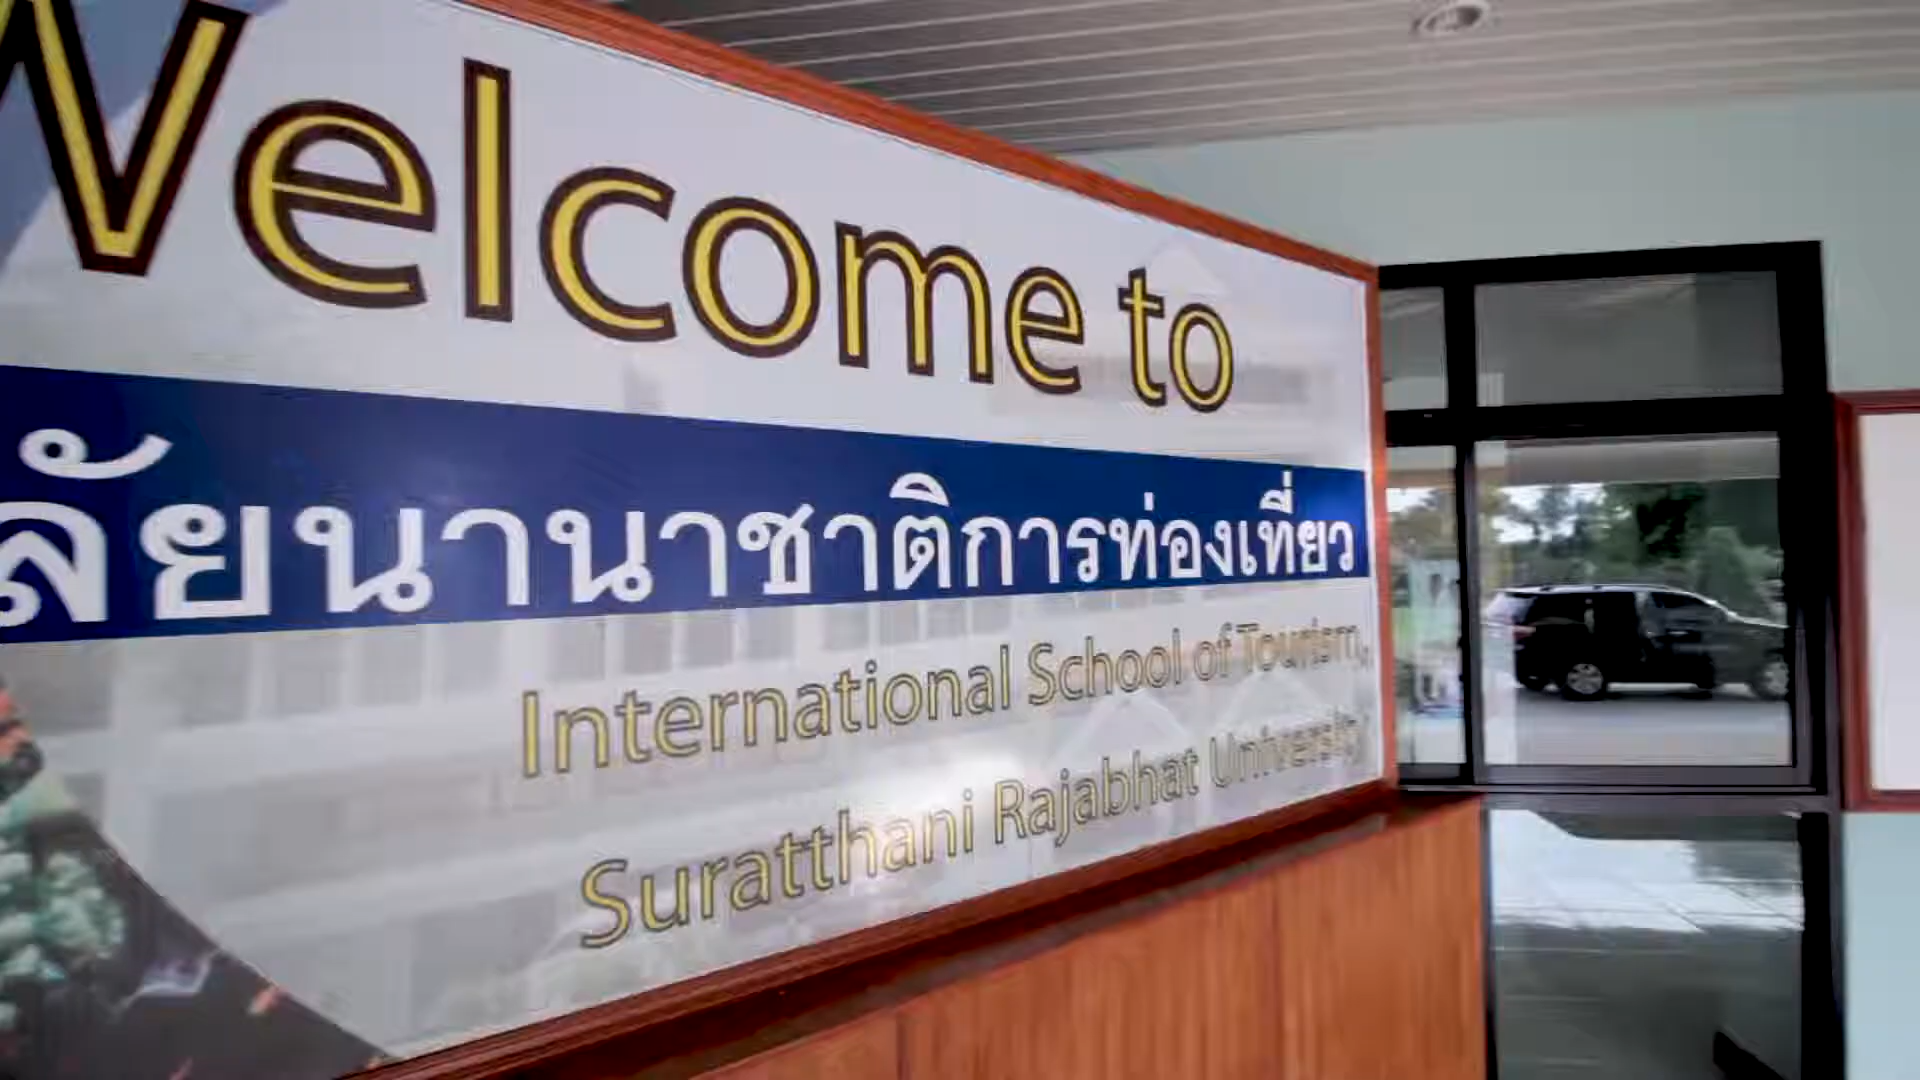 Welcome to
ลัยนานาชาติการท่องเที่ยว
International School of Tourism,
Suratthani Rajabhat University